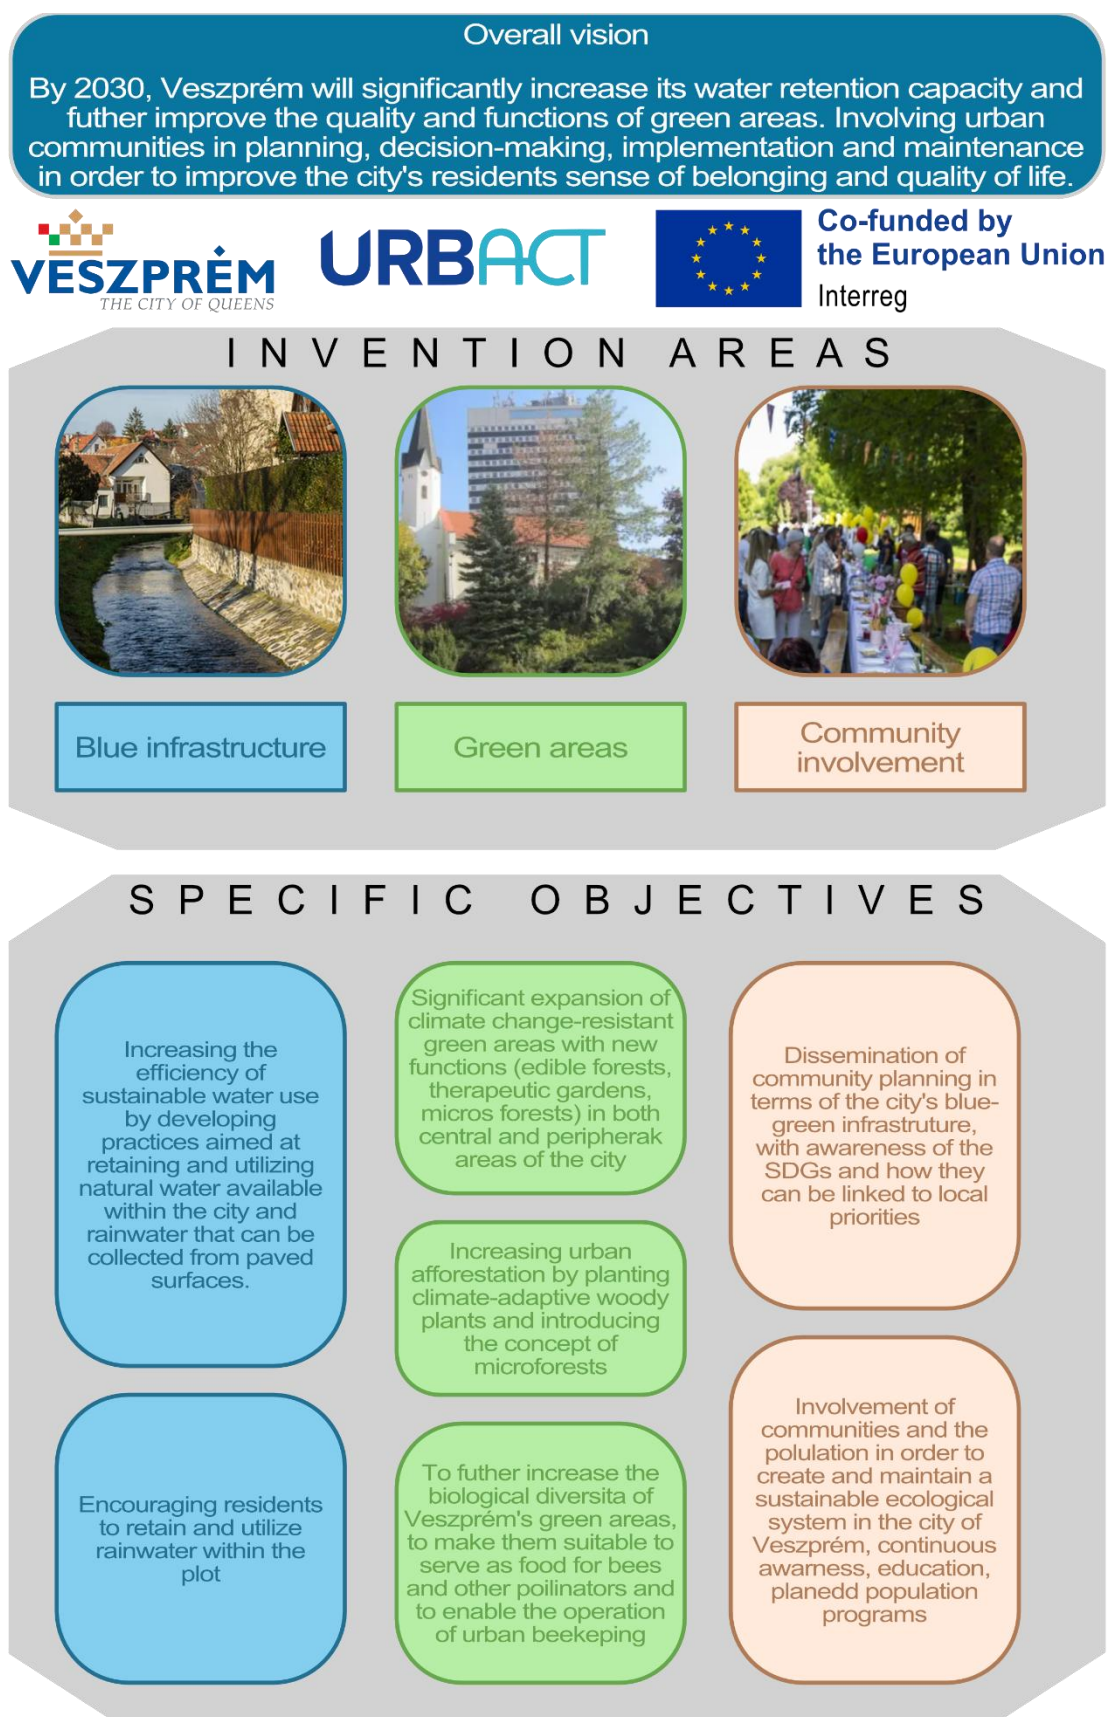 Overall vision
By 2030, Veszprém will significantly increase its water retention capacity and
futher improve the quality and functions of green areas. Involving urban
communities in planning, decision-making, implementation and maintenance
in order to improve the city's residents sense of belonging and quality of life.
VESZPRÉM
THE CITY OF QUEENS
URBACT
Co-funded by
the European Union
Interreg
INVENTION AREAS
Blue infrastructure
Green areas
Community
involvement
SPECIFIC OBJECTIVES
Increasing the
efficiency of
sustainable water use
by developing
practices aimed at
retaining and utilizing
natural water available
within the city and
rainwater that can be
collected from paved
surfaces.
Encouraging residents
to retain and utilize
rainwater within the
plot
Significant expansion of
climate change-resistant
green areas with new
functions (edible forests,
therapeutic gardens,
micros forests) in both
central and peripherak
areas of the city
Increasing urban
afforestation by planting
climate-adaptive woody
plants and introducing
the concept of
microforests
To futher increase the
biological diversita of
Veszprém's green areas,
to make them suitable to
serve as food for bees
and other poilinators and
to enable the operation
of urban beekeping
Dissemination of
community planning in
terms of the city's blue-
green infrastruture,
with awareness of the
SDGs and how they
can be linked to local
priorities
Involvement of
communities and the
polulation in order to
create and maintain a
sustainable ecological
system in the city of
Veszprém, continuous
awarness, education,
planedd population
programs